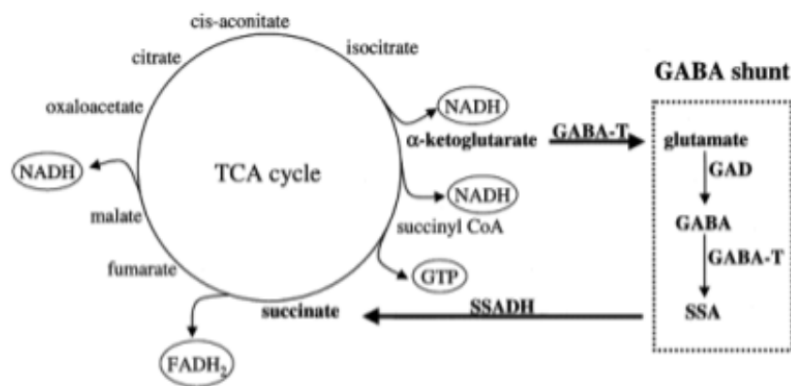 cis-aconitate
citrate
isocitrate
GABA shunt
oxaloacetate
NADH
α-ketoglutarate
GABA-T
glutamate
NADH
TCA cycle
GAD
NADH
malate
succinyl CoA
GABA
fumarate
GTP
GABA-T
succinate
SSADH
SSA
FADH₂